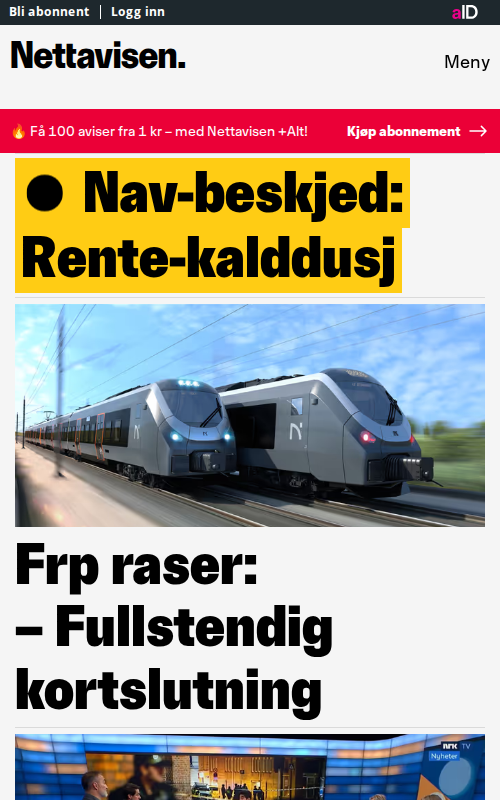 Bli abonnent | Logg inn
aID
Nettavisen.
Meny
🔥 Få 100 aviser fra 1 kr – med Nettavisen +Alt!
Kjøp abonnement →
● Nav-beskjed:
Rente-kalddusj
Frp raser:
– Fullstendig
kortslutning
NRK TV
Nyheter